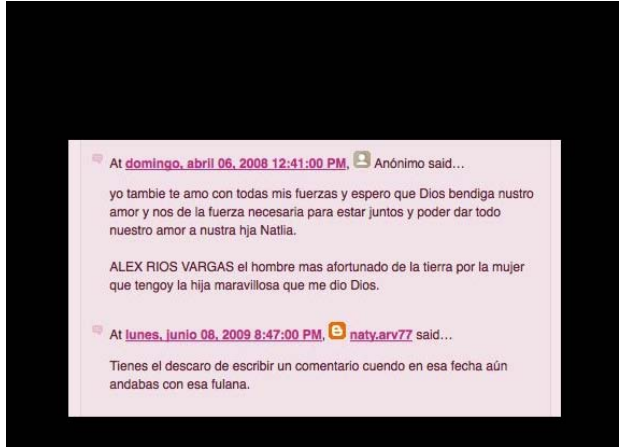 At domingo, abril 06, 2008 12:41:00 PM, Anónimo said…
yo tambie te amo con todas mis fuerzas y espero que Dios bendiga nustro
amor y nos de la fuerza necesaria para estar juntos y poder dar todo
nuestro amor a nustra hja Natlia.
ALEX RIOS VARGAS el hombre mas afortunado de la tierra por la mujer
que tengoy la hija maravillosa que me dio Dios.
At lunes, junio 08, 2009 8:47:00 PM, naty.arv77 said…
Tienes el descaro de escribir un comentario cuendo en esa fecha aún
andabas con esa fulana.